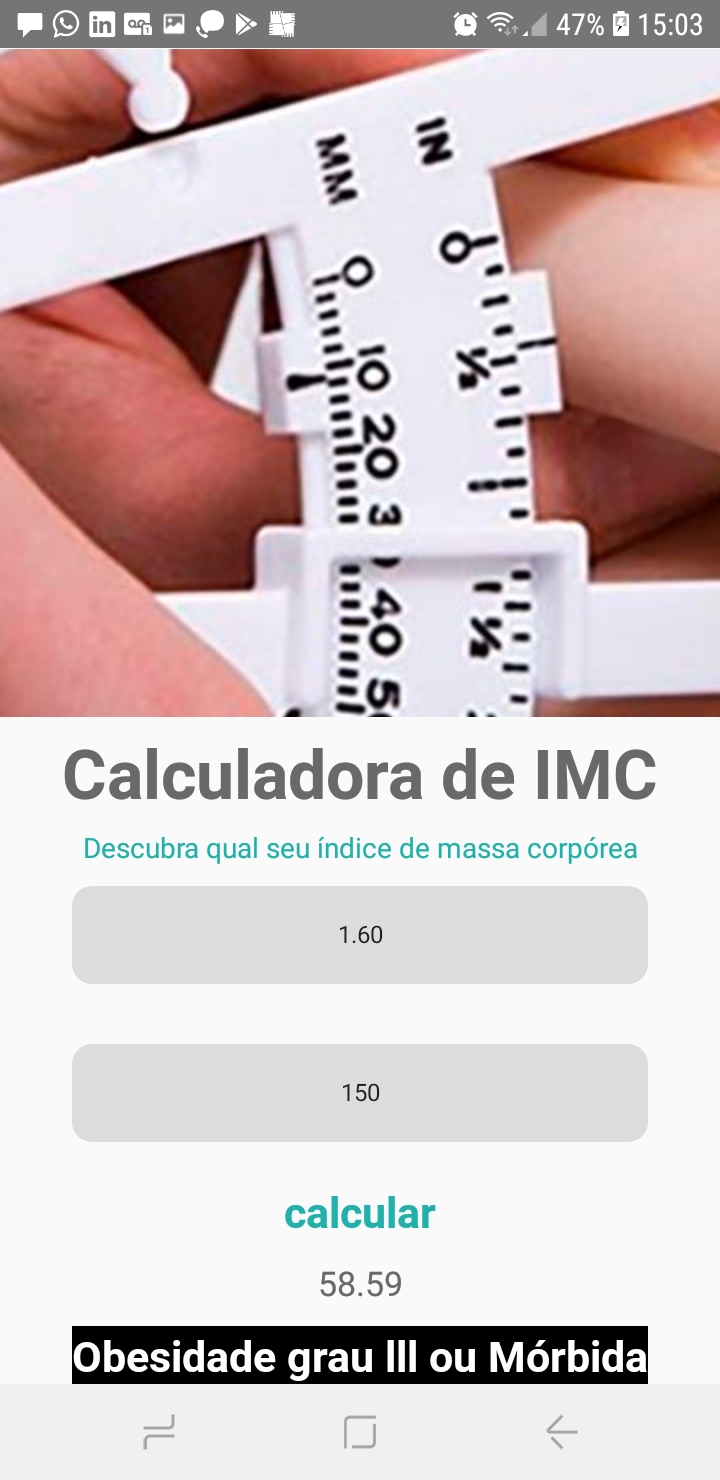 47% 15:03
MM IN
0 0
10 ½
20
3
40 ½
5
Calculadora de IMC
Descubra qual seu índice de massa corpórea
1.60
150
calcular
58.59
Obesidade grau lll ou Mórbida